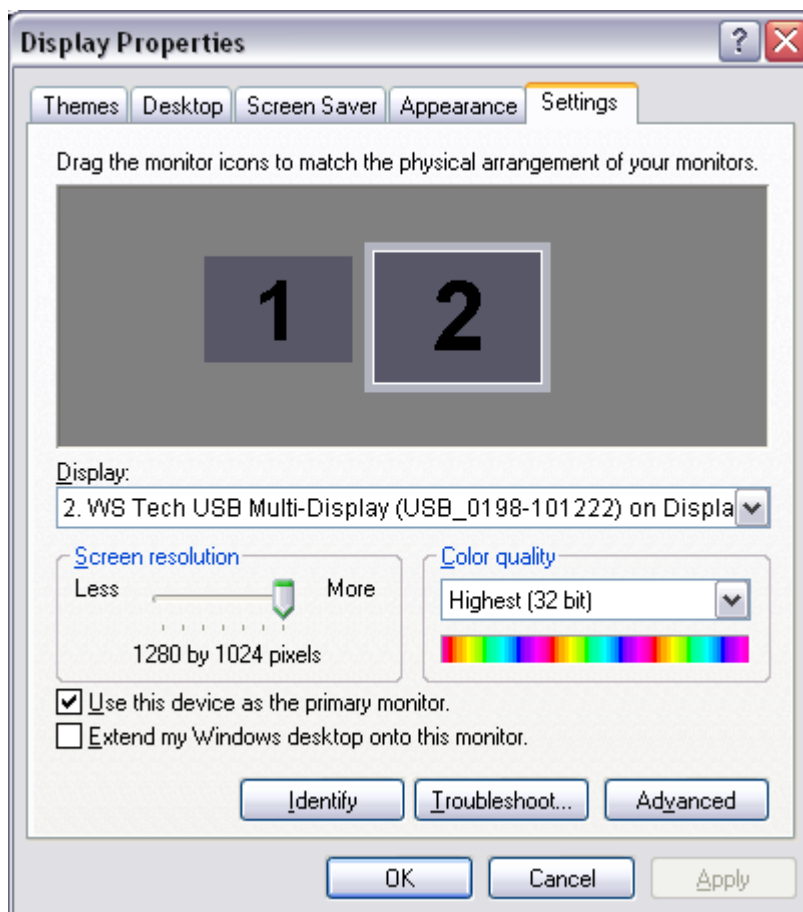 Display Properties
?
Themes Desktop Screen Saver Appearance Settings
Drag the monitor icons to match the physical arrangement of your monitors.
1 2
Display:
2. WS Tech USB Multi-Display (USB_0198-101222) on Displa
Screen resolution Color quality
Less More
Highest (32 bit)
1280 by 1024 pixels
Use this device as the primary monitor.
Extend my Windows desktop onto this monitor.
Identify Troubleshoot... Advanced
OK Cancel Apply